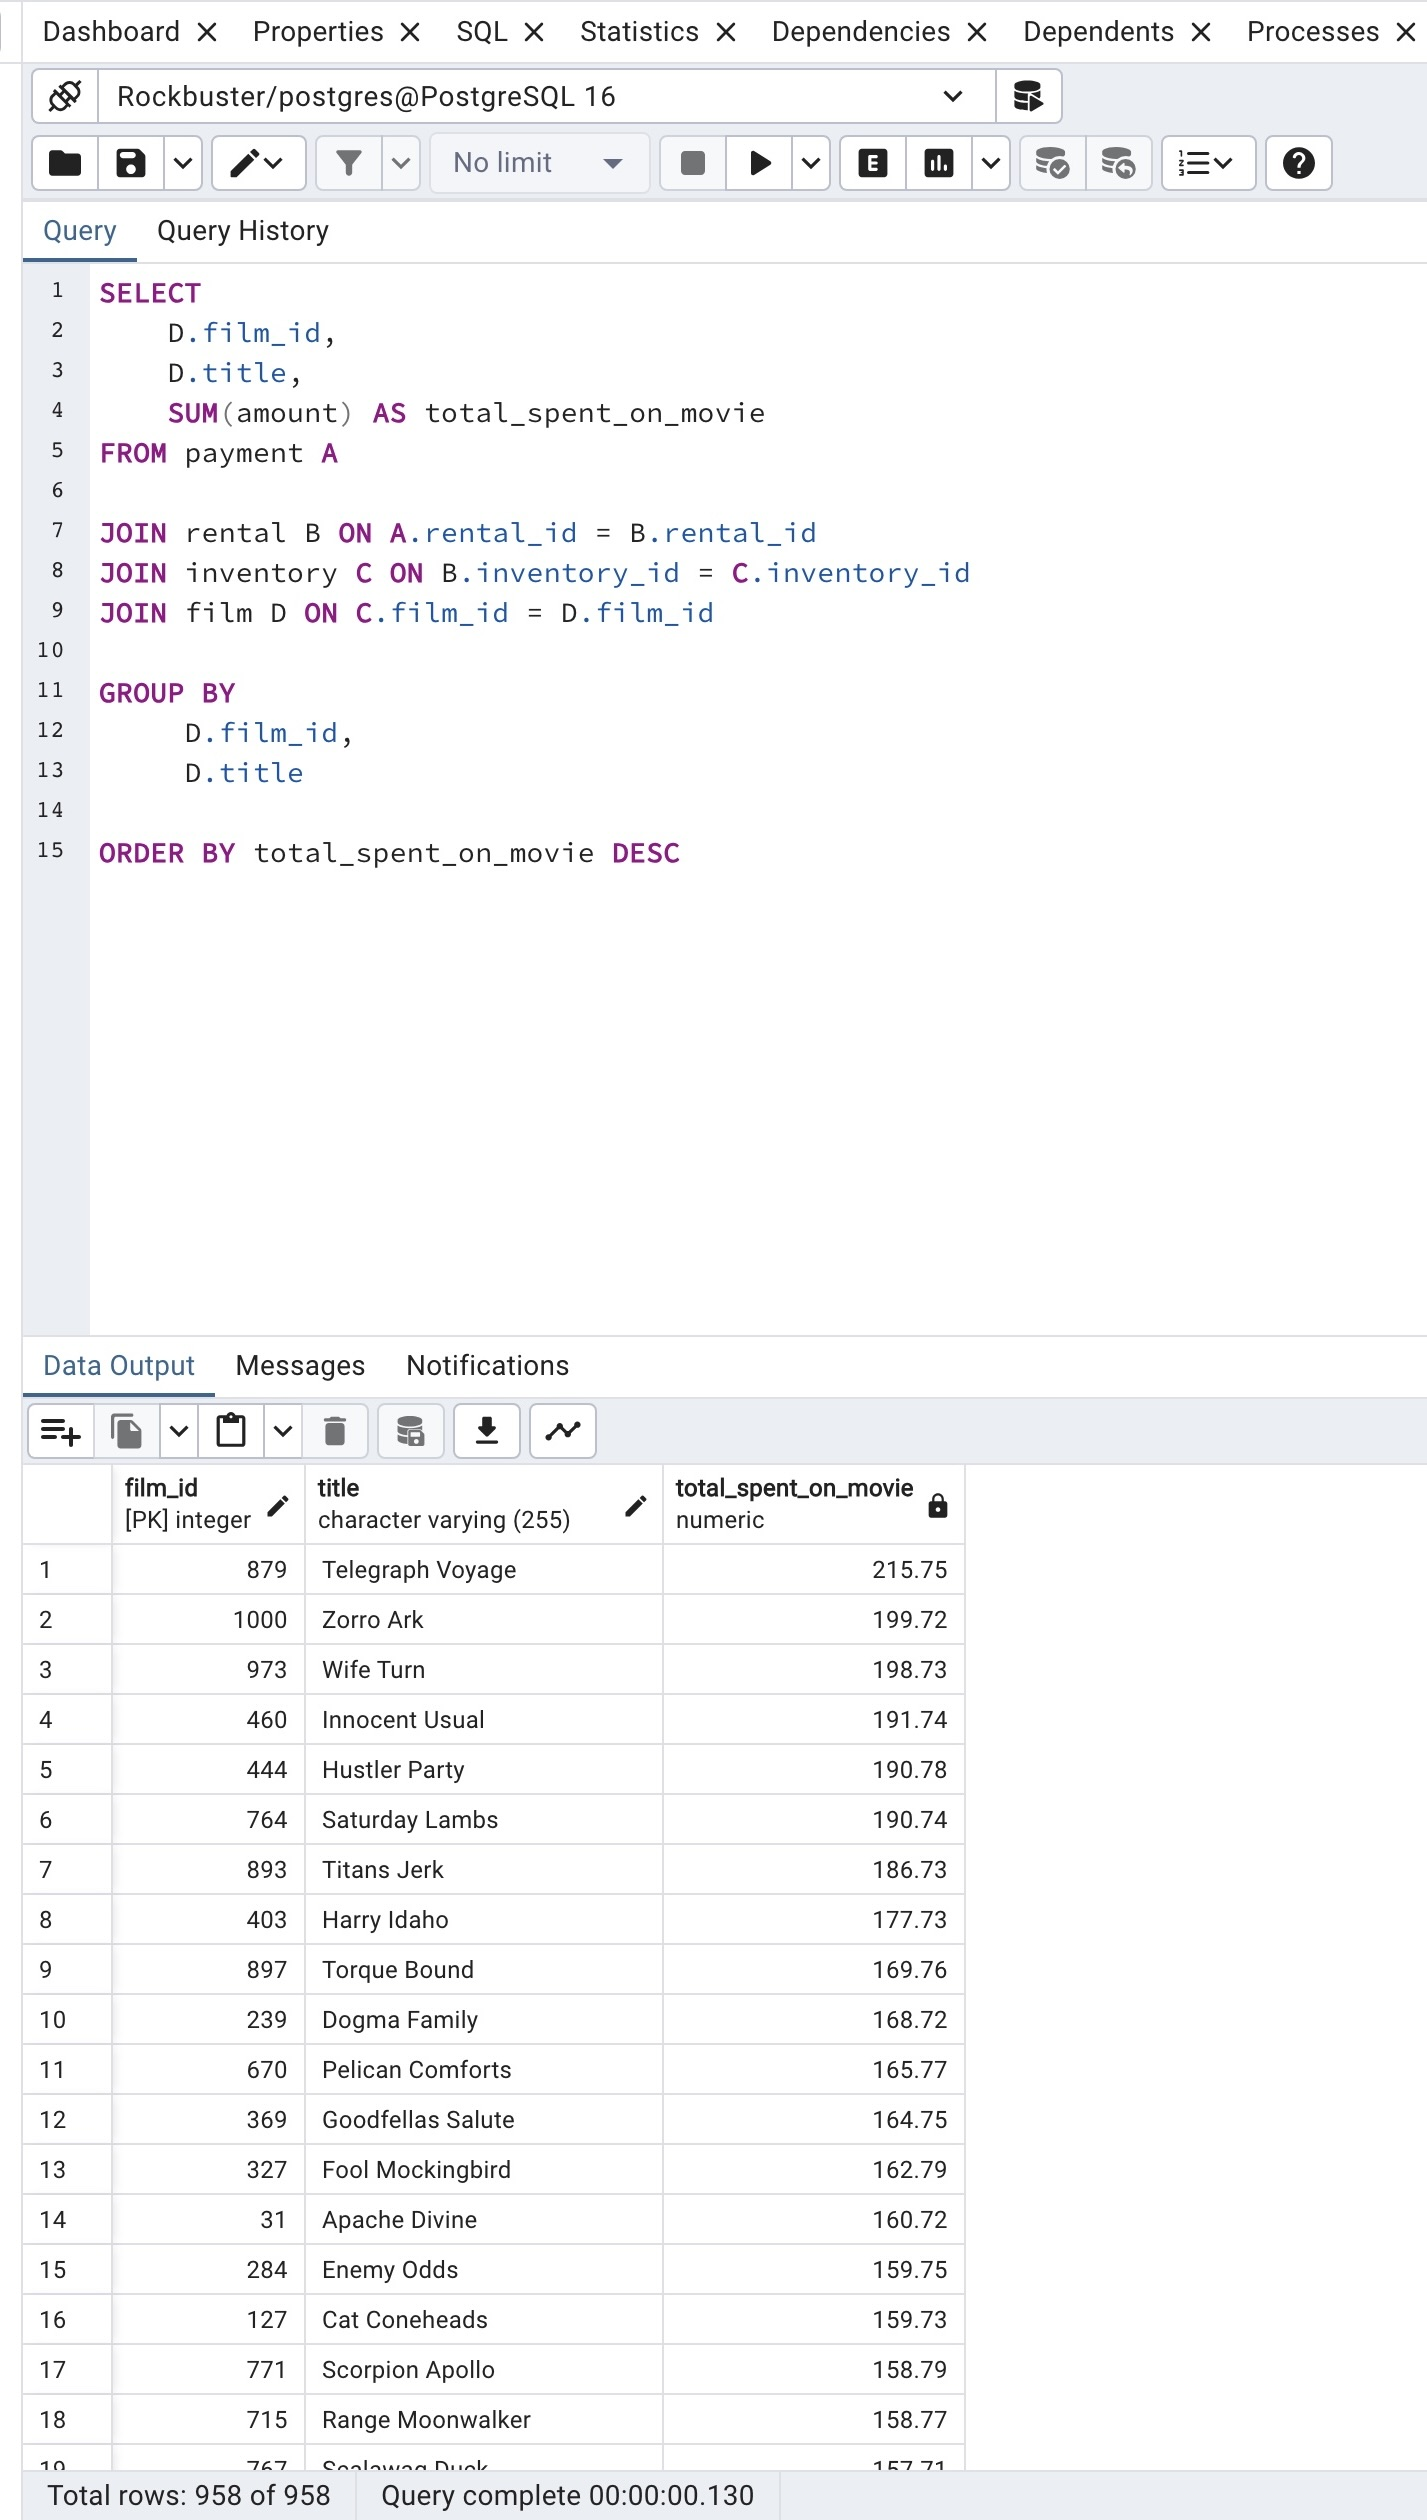 Dashboard Properties SQL Statistics Dependencies Dependents Processes
Rockbuster/postgres@PostgreSQL 16
No limit E
Query Query History
1 SELECT
2 D.film_id,
3 D.title,
4 SUM(amount) AS total_spent_on_movie
5 FROM payment A
6
7 JOIN rental B ON A.rental_id = B.rental_id
8 JOIN inventory C ON B.inventory_id = C.inventory_id
9 JOIN film D ON C.film_id = D.film_id
10
11 GROUP BY
12 D.film_id,
13 D.title
14
15 ORDER BY total_spent_on_movie DESC
Data Output Messages Notifications
film_id title total_spent_on_movie
[PK] integer character varying (255) numeric
1 879 Telegraph Voyage 215.75
2 1000 Zorro Ark 199.72
3 973 Wife Turn 198.73
4 460 Innocent Usual 191.74
5 444 Hustler Party 190.78
6 764 Saturday Lambs 190.74
7 893 Titans Jerk 186.73
8 403 Harry Idaho 177.73
9 897 Torque Bound 169.76
10 239 Dogma Family 168.72
11 670 Pelican Comforts 165.77
12 369 Goodfellas Salute 164.75
13 327 Fool Mockingbird 162.79
14 31 Apache Divine 160.72
15 284 Enemy Odds 159.75
16 127 Cat Coneheads 159.73
17 771 Scorpion Apollo 158.79
18 715 Range Moonwalker 158.77
19 767 Scalawag Duck 157.71
Total rows: 958 of 958 Query complete 00:00:00.130